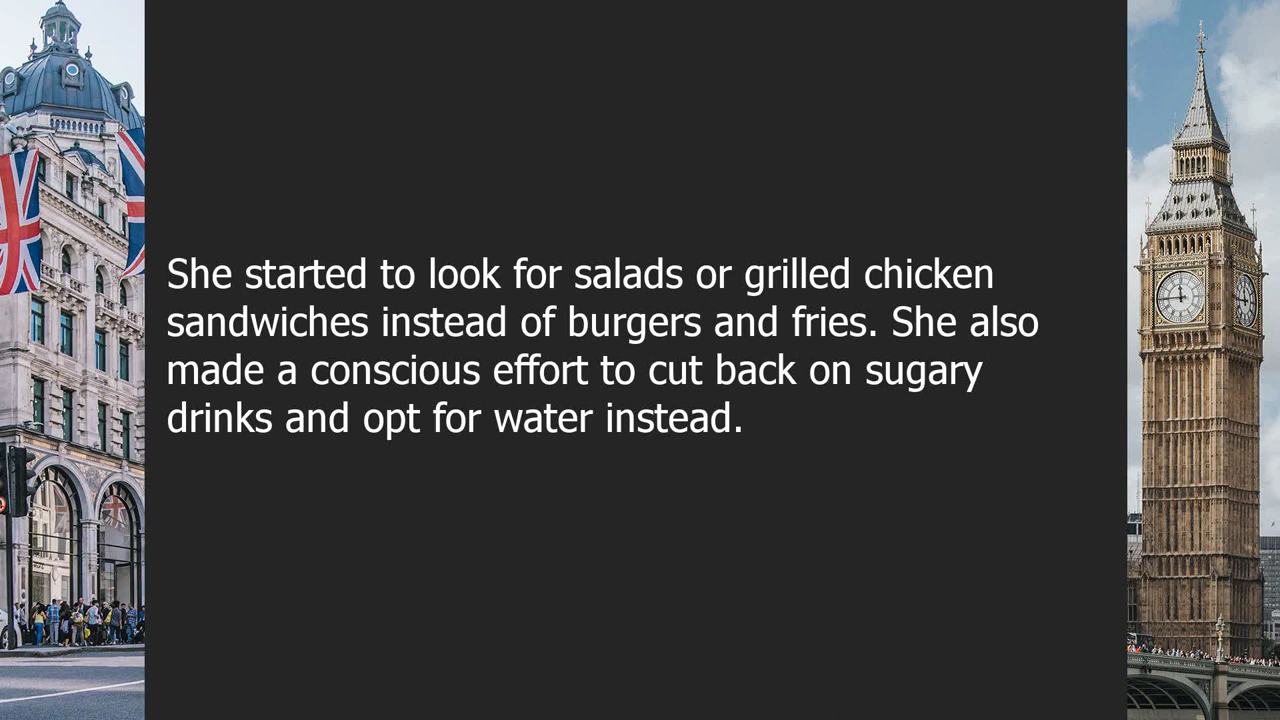 She started to look for salads or grilled chicken
sandwiches instead of burgers and fries. She also
made a conscious effort to cut back on sugary
drinks and opt for water instead.